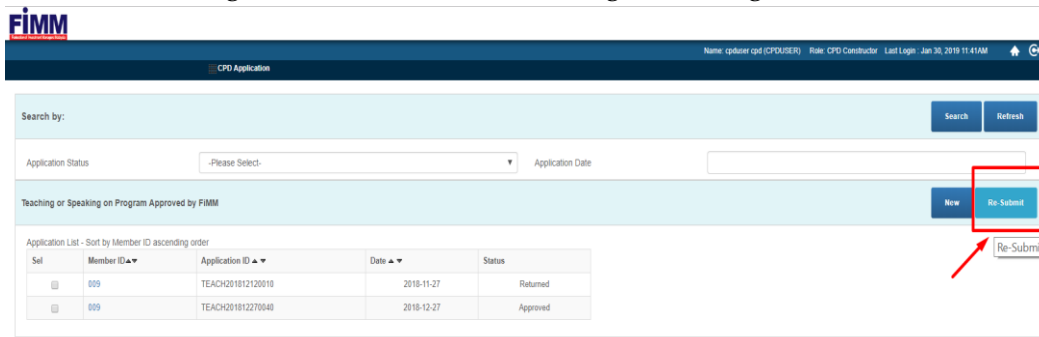 FiMM
Name: cpduser cpd (CPDUSER) Role: CPD Constructor Last Login : Jan 30, 2019 11:41AM
CPD Application
Search by:
Search Refresh
Application Status -Please Select- Application Date
Teaching or Speaking on Program Approved by FiMM
New Re-Submit
Re-Submi
Application List - Sort by Member ID ascending order
Sel Member ID▲▼ Application ID ▲ ▼ Date ▲ ▼ Status
009 TEACH201812120010 2018-11-27 Returned
009 TEACH201812270040 2018-12-27 Approved